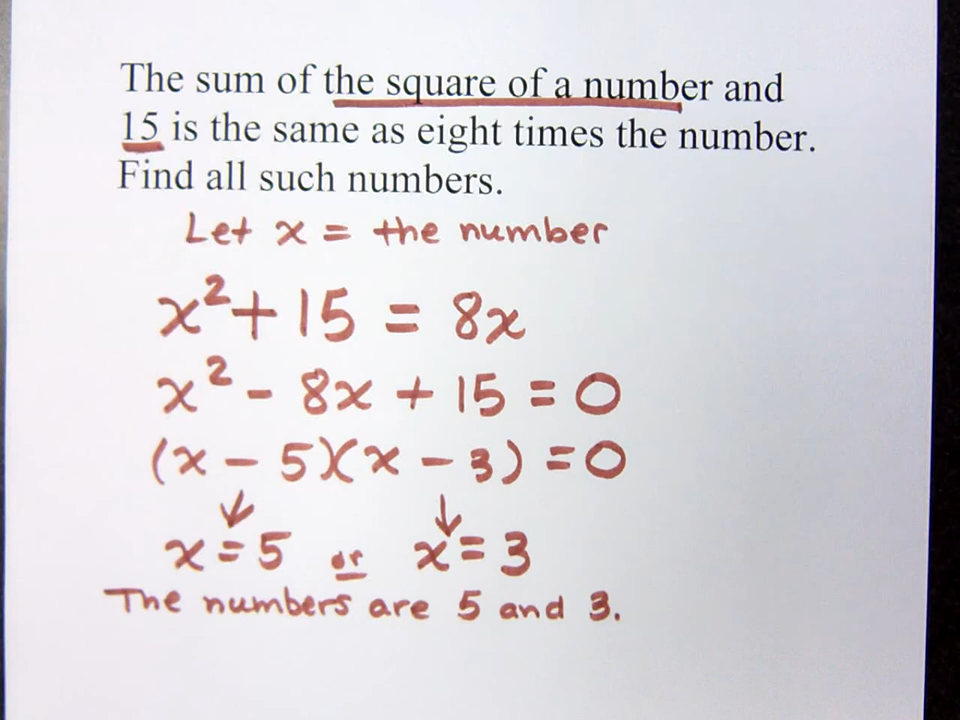 The sum of the square of a number and
15 is the same as eight times the number.
Find all such numbers.
Let x = the number
x² + 15 = 8x
x² - 8x + 15 = 0
(x - 5)(x - 3) = 0
↓ ↓
x = 5 or x = 3
The numbers are 5 and 3.